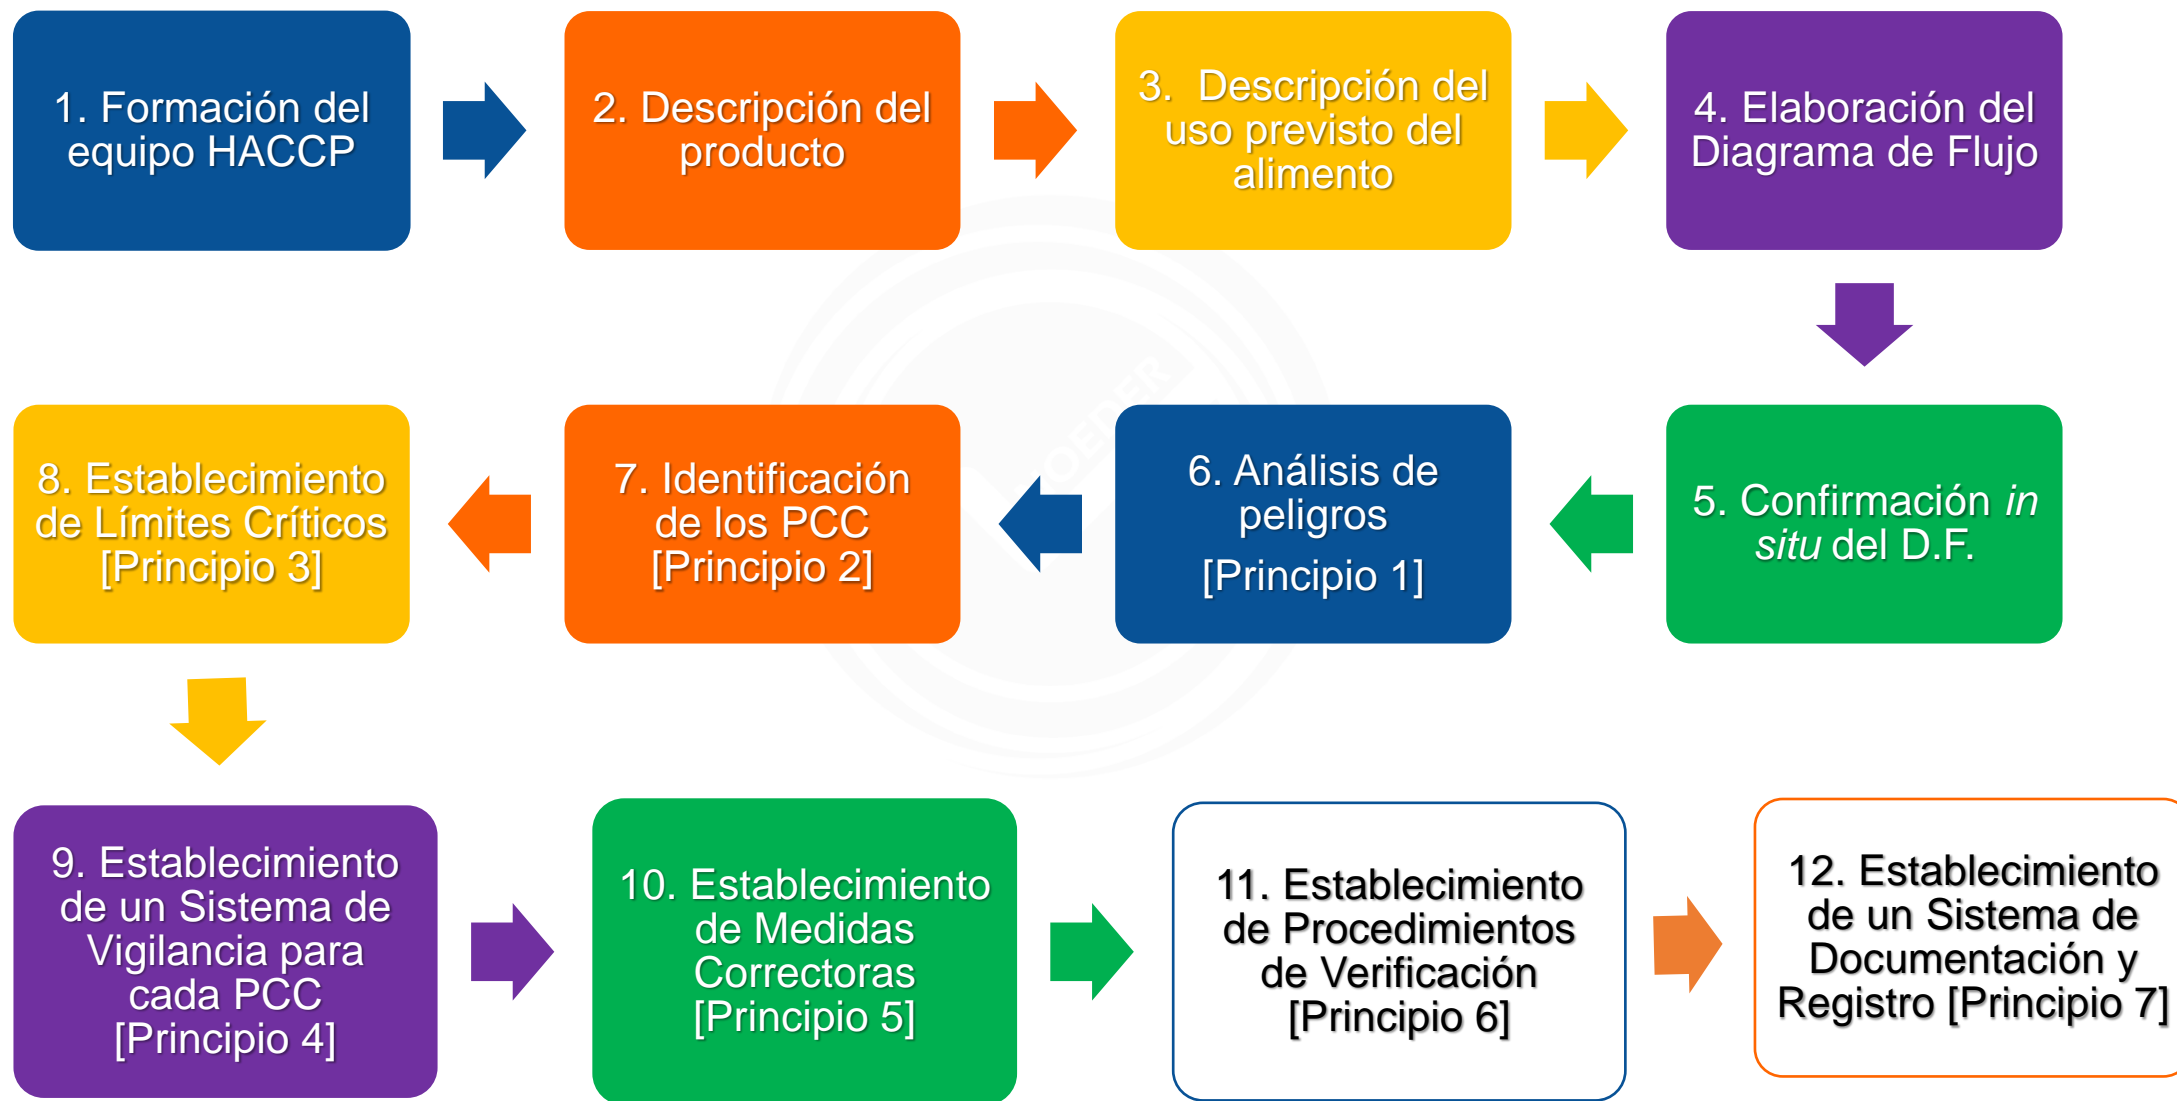 1. Formación del
equipo HACCP
2. Descripción del
producto
3. Descripción del
uso previsto del
alimento
4. Elaboración del
Diagrama de Flujo
5. Confirmación in
situ del D.F.
6. Análisis de
peligros
[Principio 1]
7. Identificación
de los PCC
[Principio 2]
8. Establecimiento
de Límites Críticos
[Principio 3]
9. Establecimiento
de un Sistema de
Vigilancia para
cada PCC
[Principio 4]
10. Establecimiento
de Medidas
Correctoras
[Principio 5]
11. Establecimiento
de Procedimientos
de Verificación
[Principio 6]
12. Establecimiento
de un Sistema de
Documentación y
Registro [Principio 7]